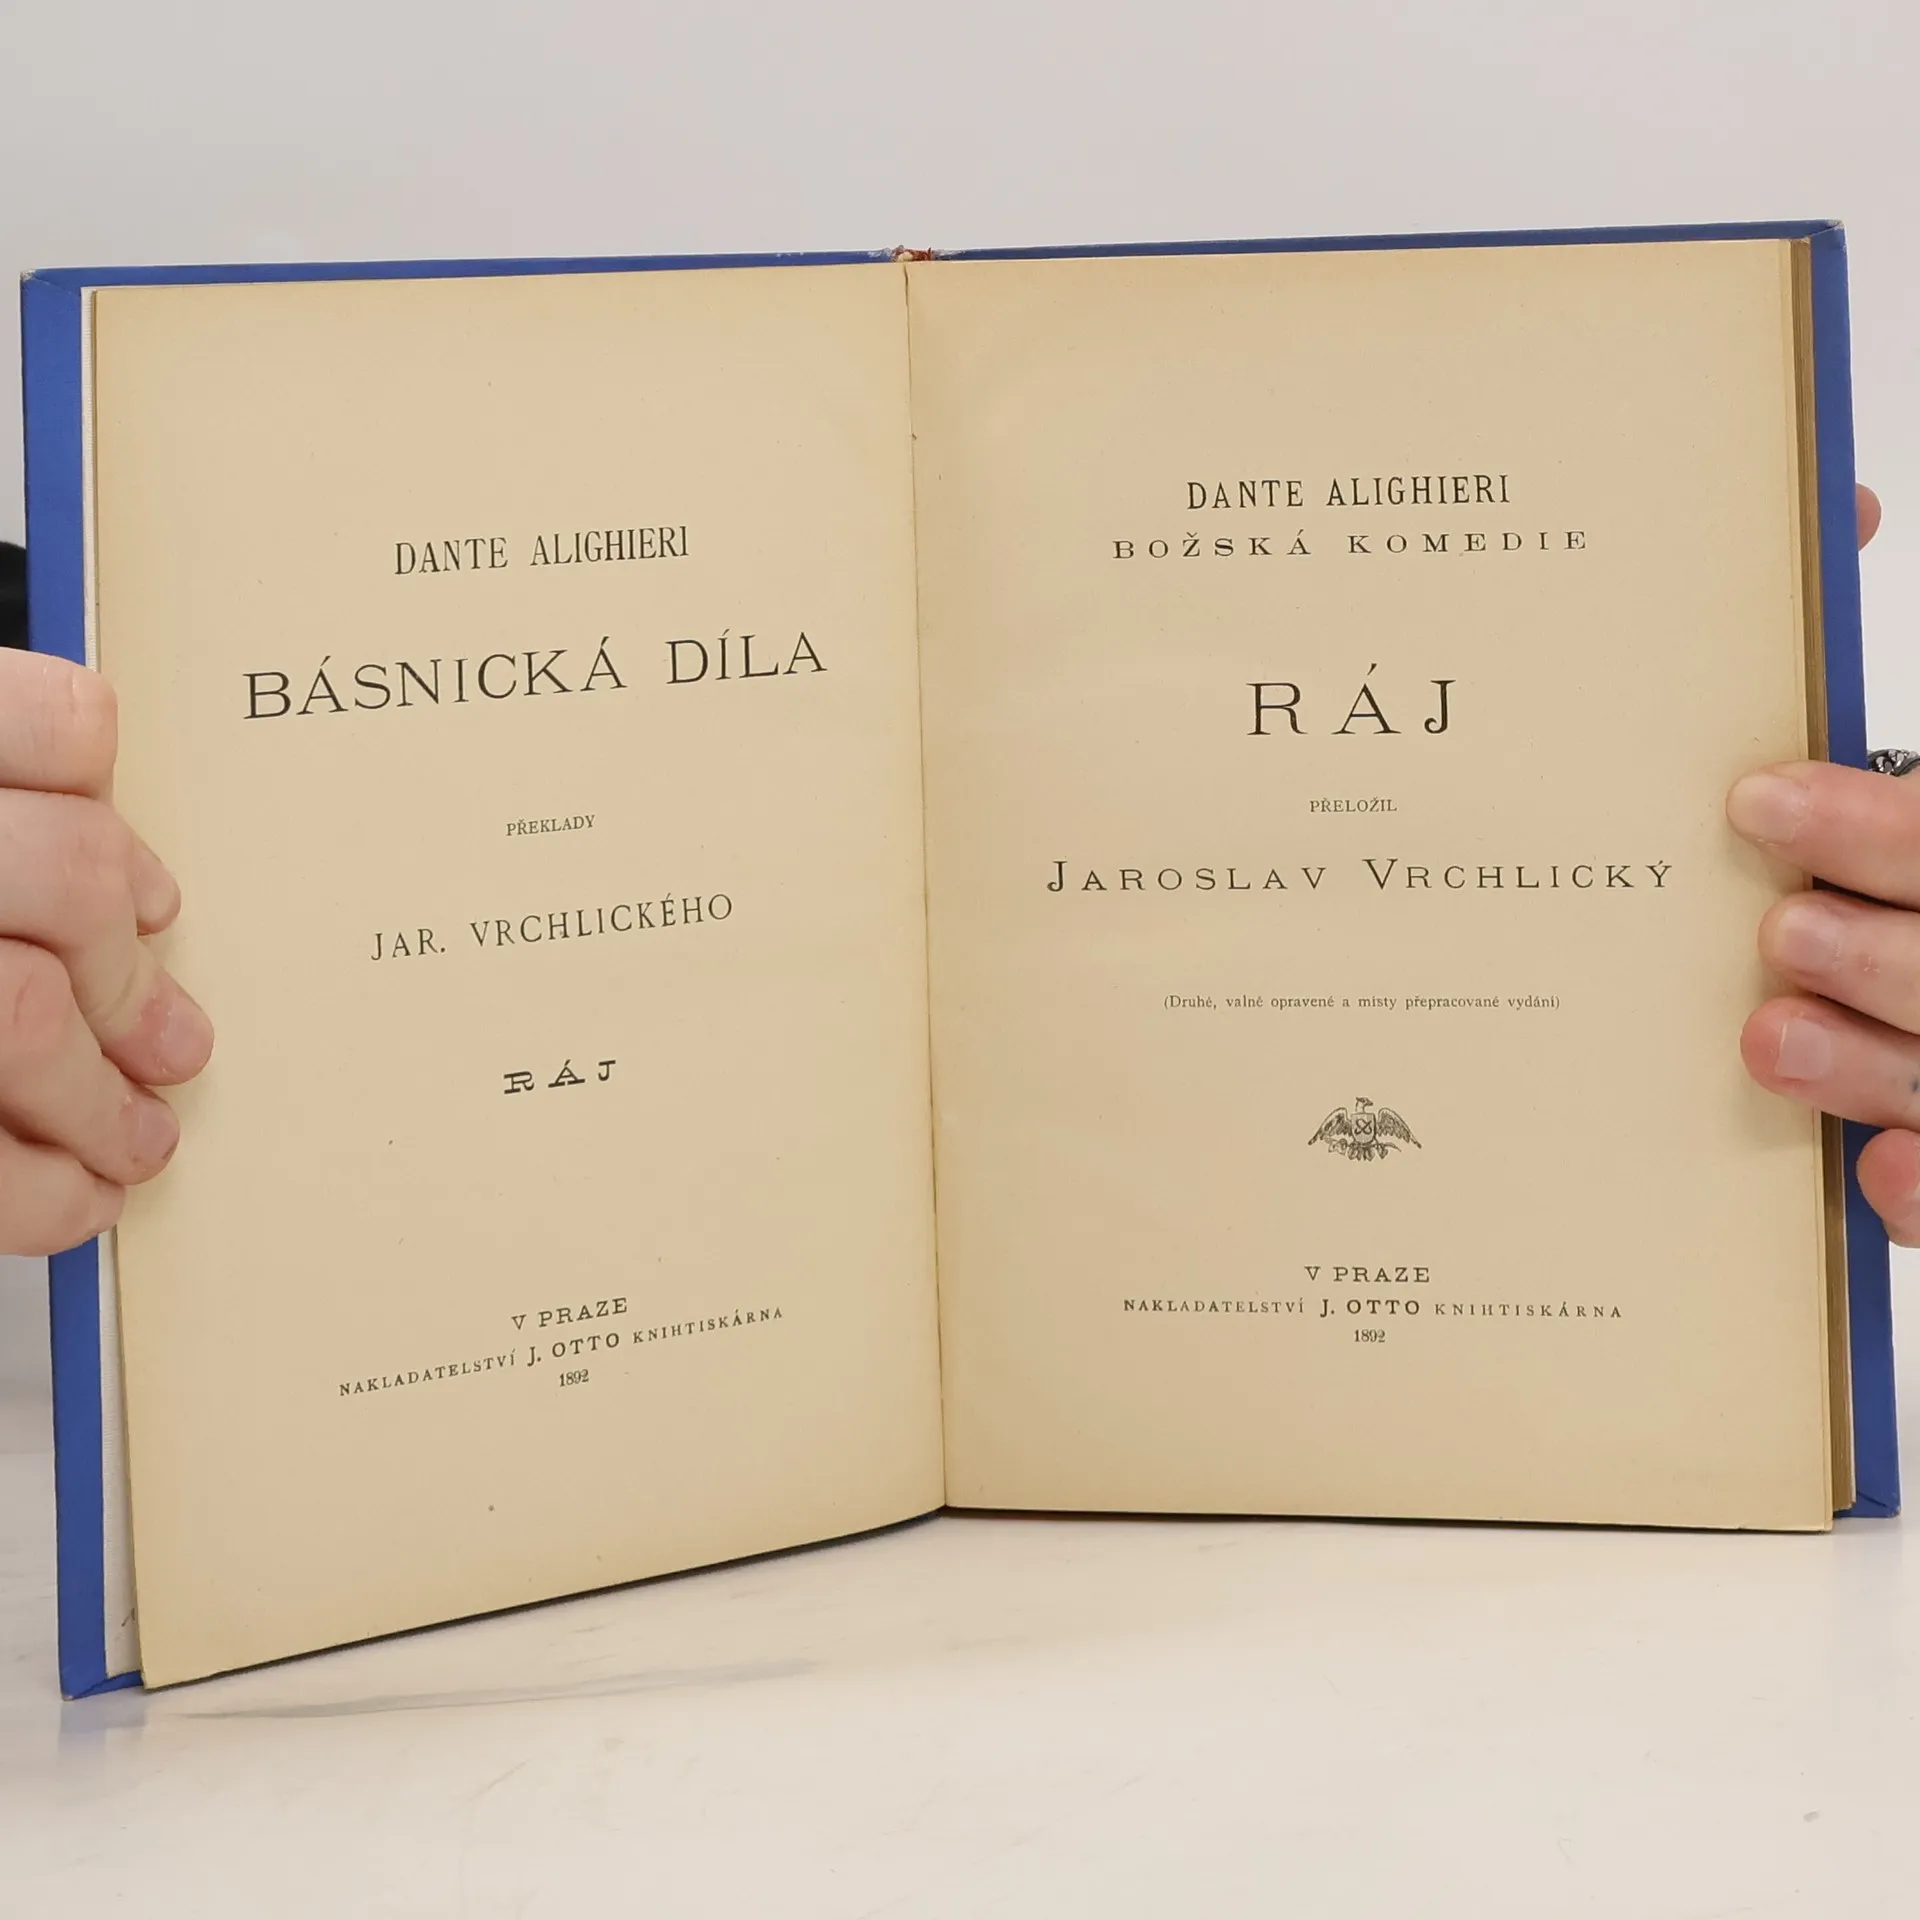 DANTE ALIGHIERI
BÁSNICKÁ DÍLA
PŘEKLADY
JAR. VRCHLICKÉHO
RÁJ
V PRAZE
NAKLADATELSTVÍ J. OTTO KNIHTISKÁRNA
1892
DANTE ALIGHIERI
BOŽSKÁ KOMEDIE
RÁJ
PŘELOŽIL
JAROSLAV VRCHLICKÝ
(Druhé, valně opravené a místy přepracované vydání)
V PRAZE
NAKLADATELSTVÍ J. OTTO KNIHTISKÁRNA
1892